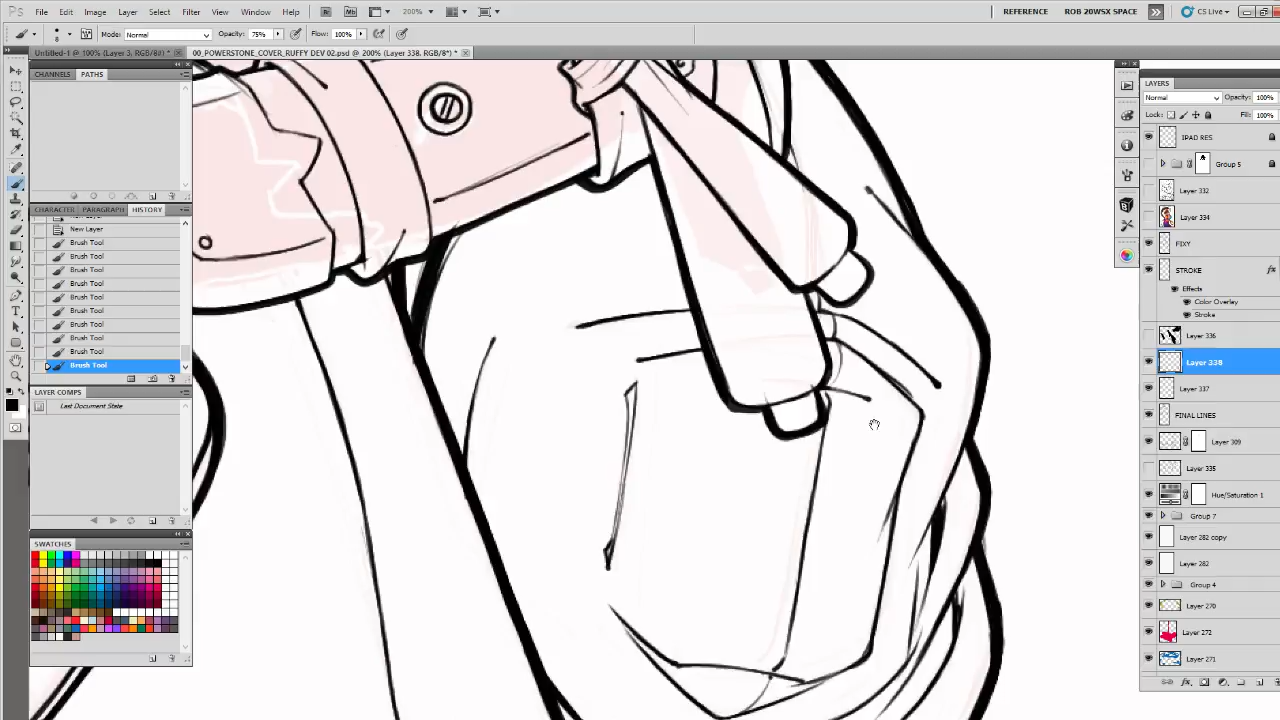 Ps File Edit Image Layer Select Filter View Window Help Br Mb 200% REFERENCE ROB 20WSX SPACE CS Live
8 Mode: Normal Opacity: 75% Flow: 100%
Untitled-1 @ 100% (Layer 3, RGB/8#) * 00_POWERSTONE_COVER_RUFFY DEV 02.psd @ 200% (Layer 338, RGB/8*) *
CHANNELS PATHS
CHARACTER PARAGRAPH HISTORY
New Layer
Brush Tool
Brush Tool
Brush Tool
Brush Tool
Brush Tool
Brush Tool
Brush Tool
Brush Tool
Brush Tool
Brush Tool
LAYER COMPS
Last Document State
SWATCHES
LAYERS
Normal Opacity: 100%
Lock: Fill: 100%
IPAD RES
Group 5
Layer 332
Layer 334
FIXY
STROKE fx
Effects
Color Overlay
Stroke
Layer 336
Layer 338
Layer 337
FINAL LINES
Layer 309
Layer 335
Hue/Saturation 1
Group 7
Layer 282 copy
Layer 282
Group 4
Layer 270
Layer 272
Layer 271